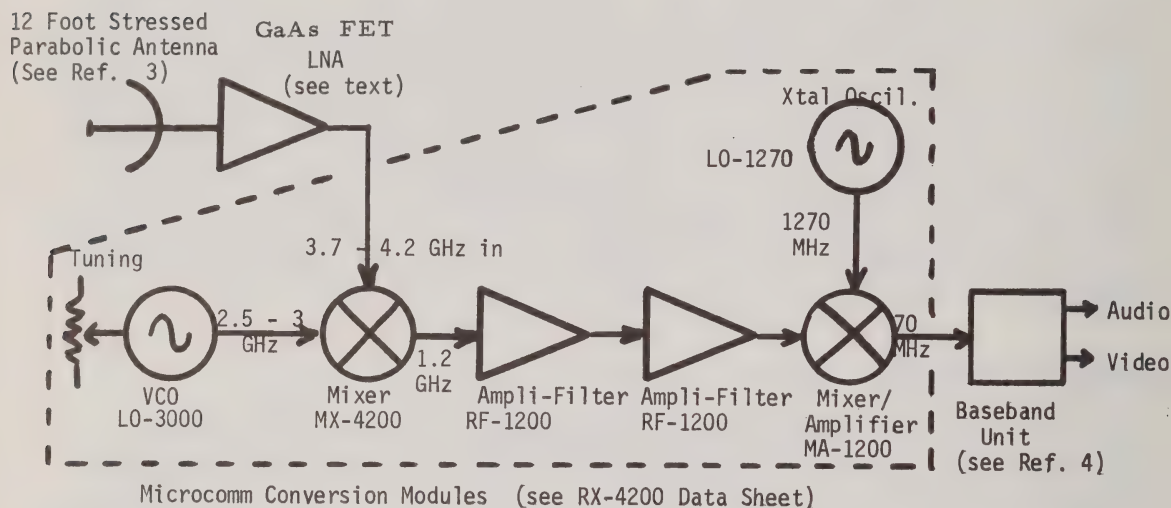 12 Foot Stressed
Parabolic Antenna
(See Ref. 3)
GaAs FET
LNA
(see text)
Xtal Oscil.
LO-1270
1270
MHz
3.7 - 4.2 GHz in
Tuning
2.5 - 3
GHz
VCO
LO-3000
Mixer
MX-4200
1.2
GHz
Ampli-Filter
RF-1200
Ampli-Filter
RF-1200
Mixer/
Amplifier
MA-1200
70
MHz
Audio
Video
Baseband
Unit
(see Ref. 4)
Microcomm Conversion Modules (see RX-4200 Data Sheet)